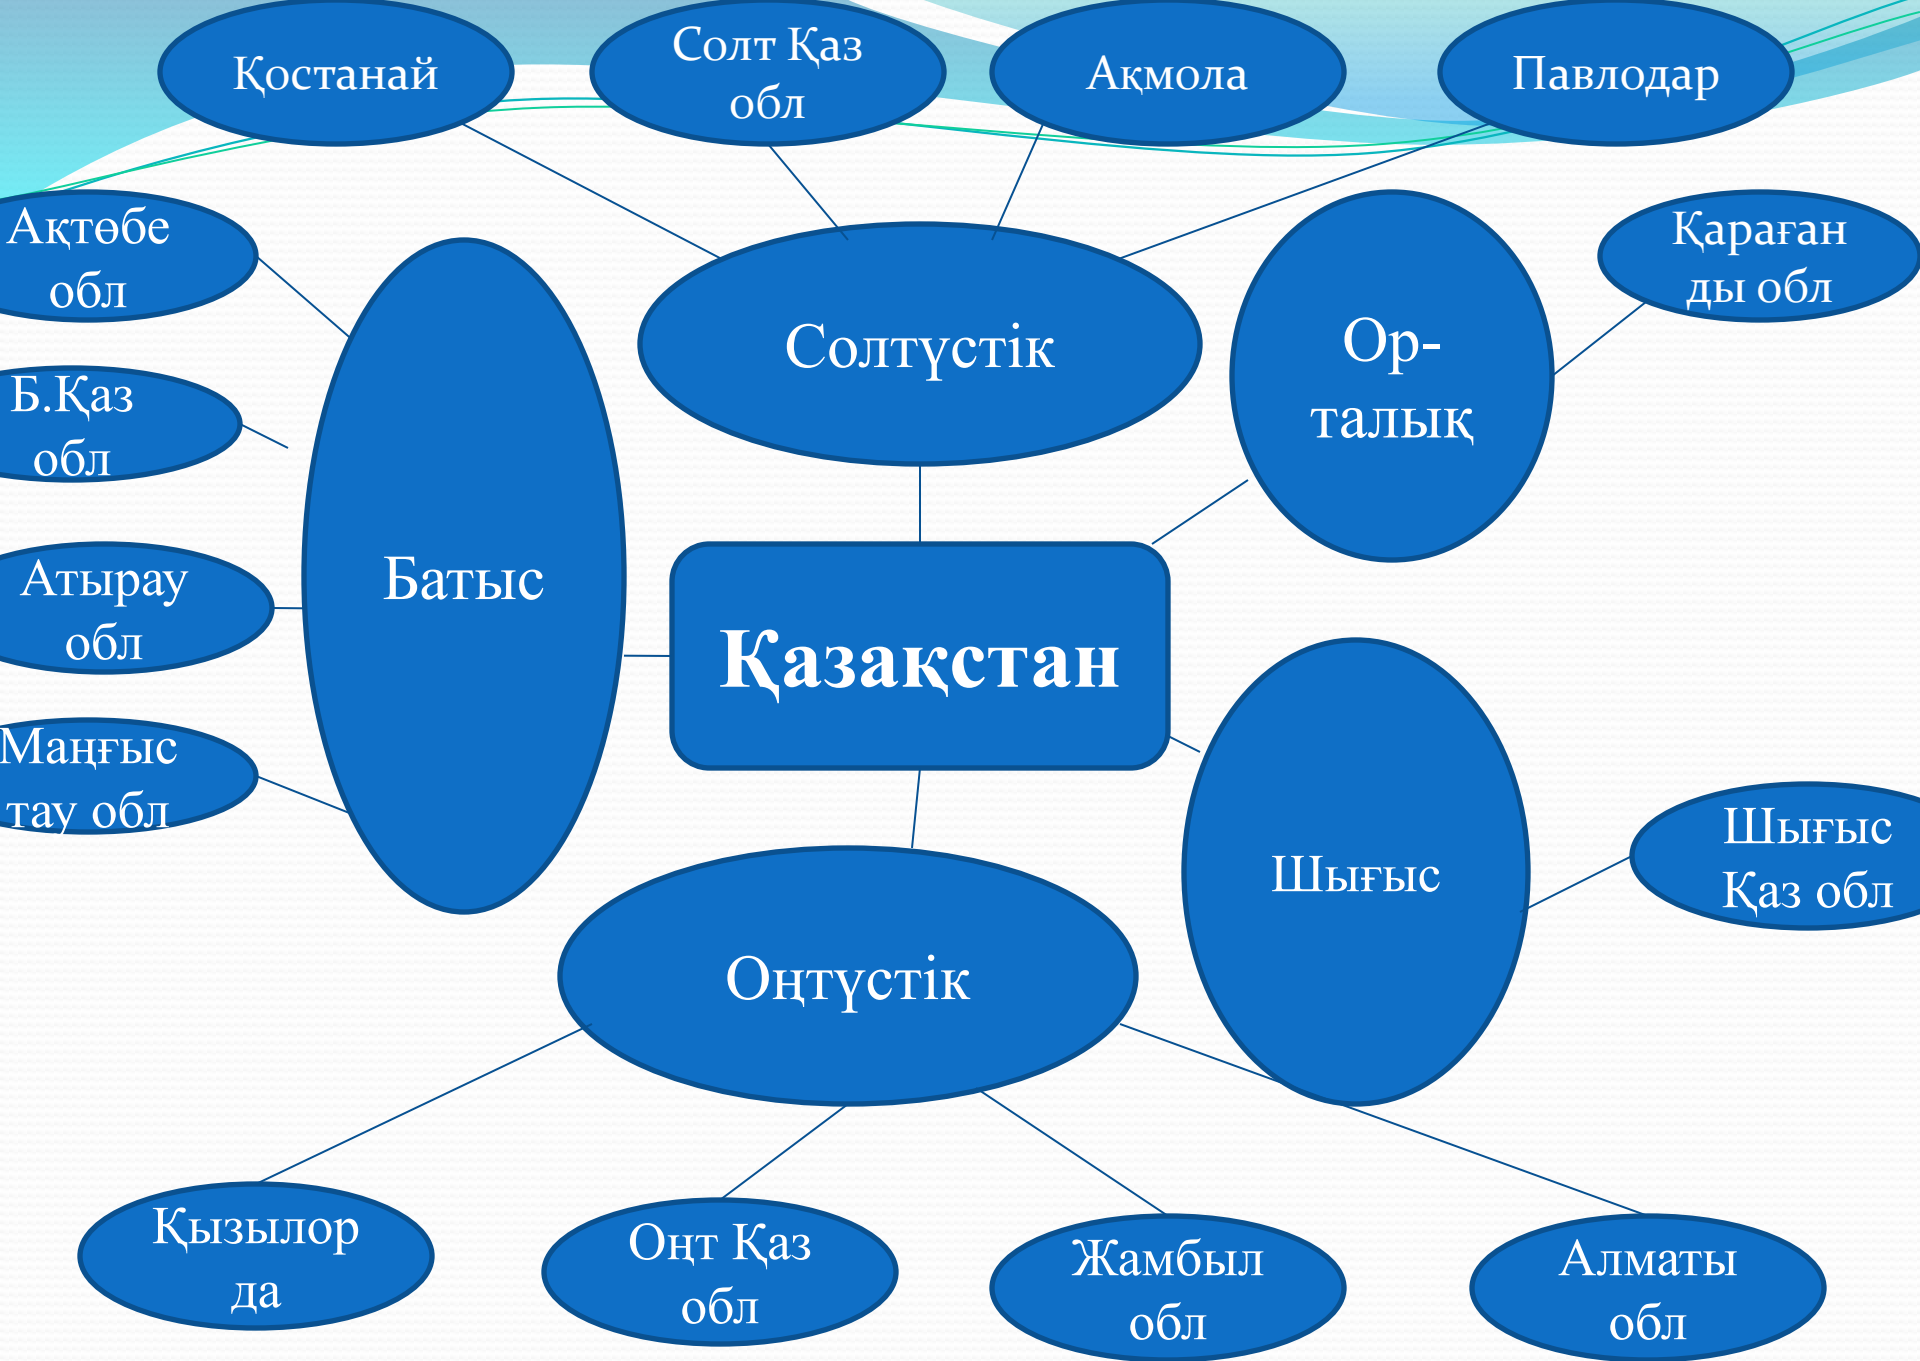 Қостанай
Солт Қаз
обл
Ақмола
Павлодар
Ақтөбе
обл
Қараған
ды обл
Солтүстік
Ор-
талық
Б.Қаз
обл
Батыс
Атырау
обл
Қазақстан
Маңғыс
тау обл
Шығыс
Шығыс
Қаз обл
Оңтүстік
Қызылор
да
Оңт Қаз
обл
Жамбыл
обл
Алматы
обл